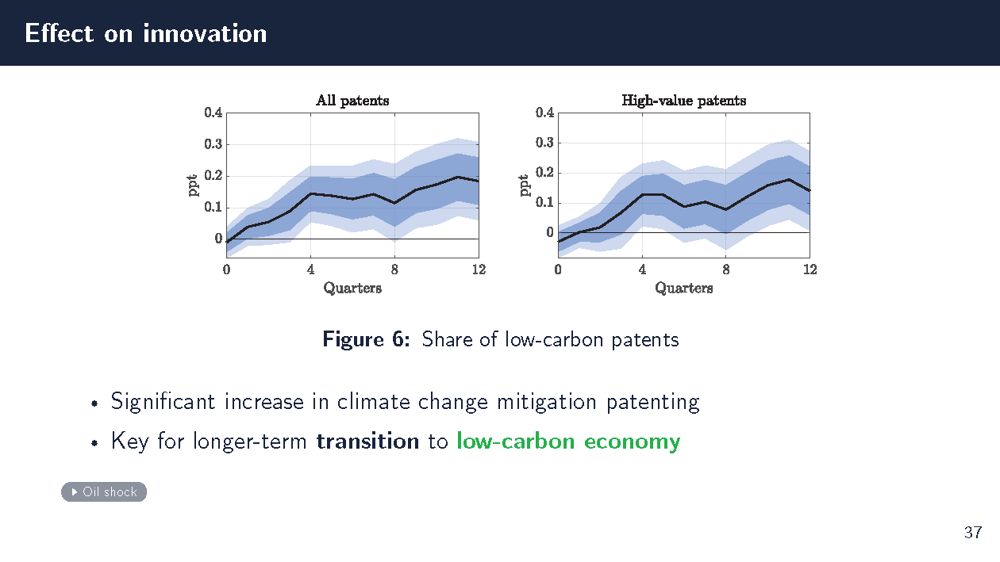 Effect on innovation
All patents
0.4
0.3
0.2
0.1
0
ppt
0 4 8 12
Quarters
High-value patents
0.4
0.3
0.2
0.1
0
ppt
0 4 8 12
Quarters
Figure 6: Share of low-carbon patents
• Significant increase in climate change mitigation patenting
• Key for longer-term transition to low-carbon economy
Oil shock
37